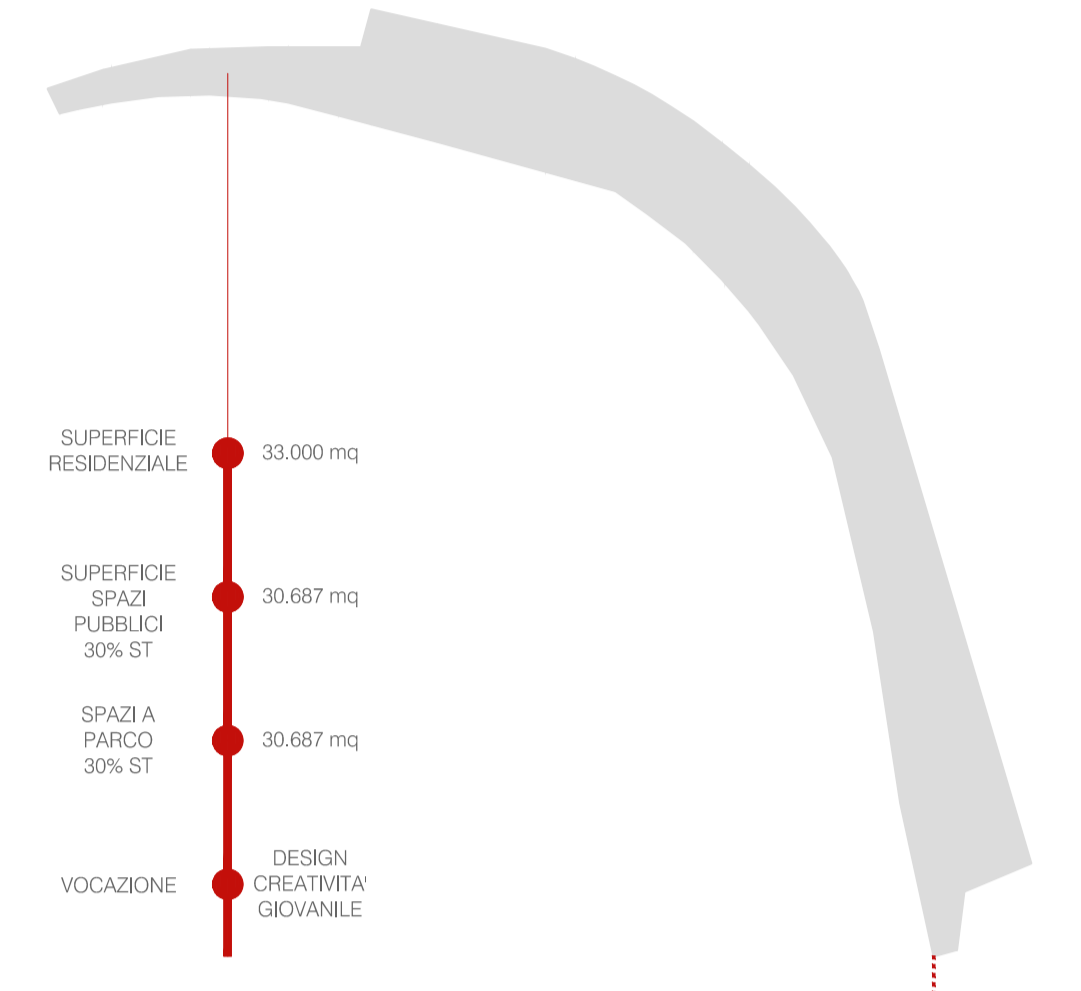 SUPERFICIE
RESIDENZIALE
33.000 mq
SUPERFICIE
SPAZI
PUBBLICI
30% ST
30.687 mq
SPAZI A
PARCO
30% ST
30.687 mq
VOCAZIONE
DESIGN
CREATIVITA'
GIOVANILE